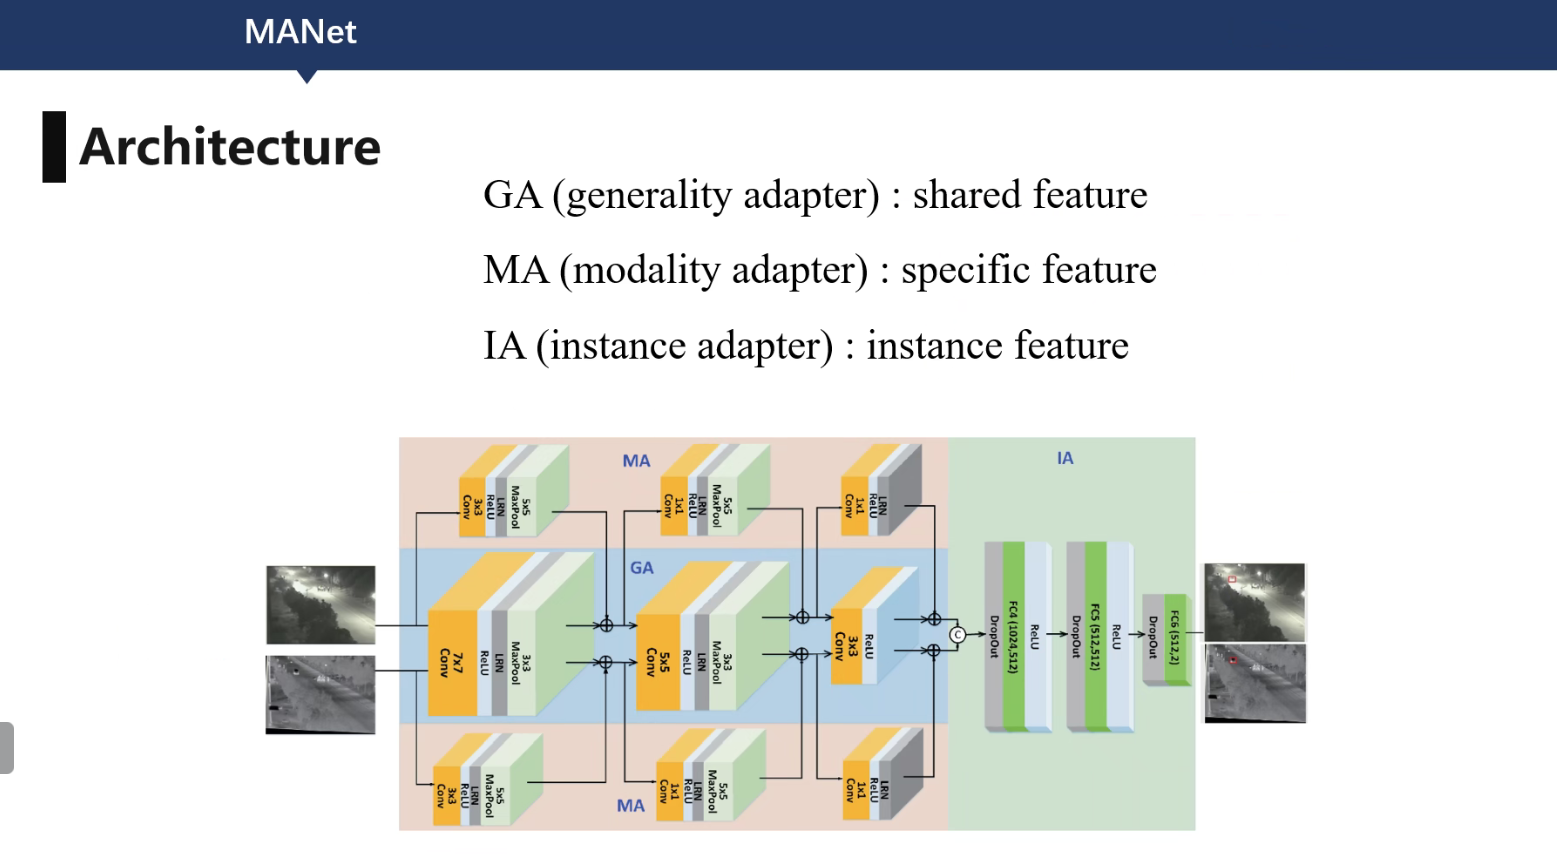 MANet
Architecture
GA (generality adapter) : shared feature
MA (modality adapter) : specific feature
IA (instance adapter) : instance feature
MA
IA
3x3 Conv
ReLU
LRN
5x5 MaxPool
1x1 Conv
ReLU
LRN
5x5 MaxPool
1x1 Conv
ReLU
LRN
GA
7x7 Conv
ReLU
LRN
3x3 MaxPool
5x5 Conv
ReLU
LRN
3x3 MaxPool
3x3 Conv
ReLU
C
DropOut
FC4 (1024,512)
ReLU
DropOut
FC5 (512,512)
ReLU
DropOut
FC6 (512,2)
3x3 Conv
ReLU
LRN
5x5 MaxPool
1x1 Conv
ReLU
LRN
5x5 MaxPool
1x1 Conv
ReLU
LRN
MA